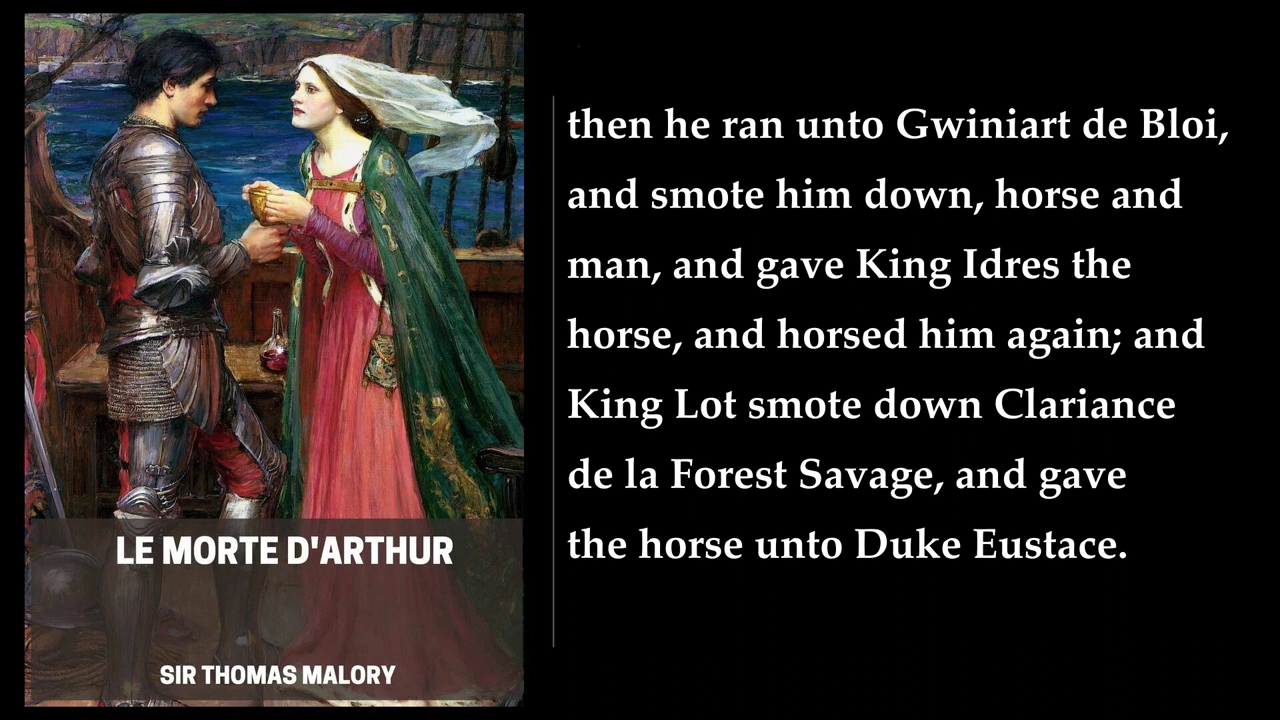 LE MORTE D'ARTHUR
SIR THOMAS MALORY
then he ran unto Gwiniart de Bloi,
and smote him down, horse and
man, and gave King Idres the
horse, and horsed him again; and
King Lot smote down Clariance
de la Forest Savage, and gave
the horse unto Duke Eustace.